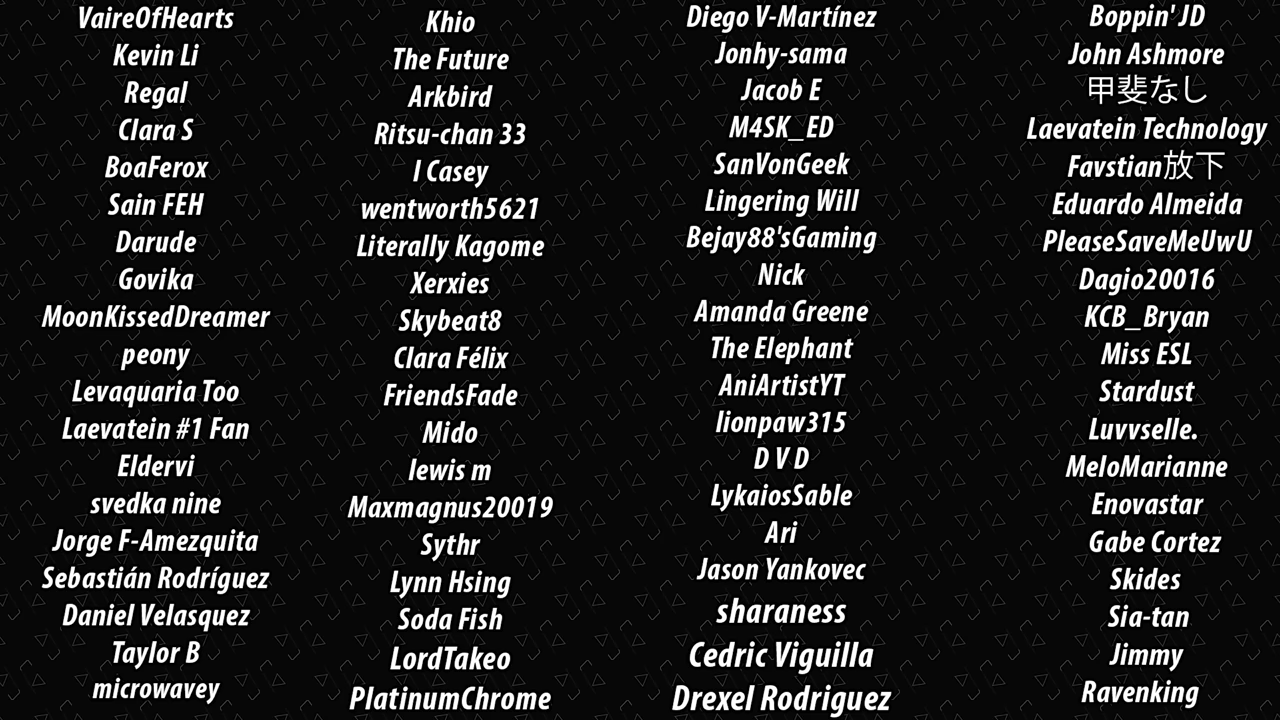 VaireOfHearts
Kevin Li
Regal
Clara S
BoaFerox
Sain FEH
Darude
Govika
MoonKissedDreamer
peony
Levaquaria Too
Laevatein #1 Fan
Eldervi
svedka nine
Jorge F-Amezquita
Sebastián Rodríguez
Daniel Velasquez
Taylor B
microwavey
Khio
The Future
Arkbird
Ritsu-chan 33
I Casey
wentworth5621
Literally Kagome
Xerxies
Skybeat8
Clara Félix
FriendsFade
Mido
lewis m
Maxmagnus20019
Sythr
Lynn Hsing
Soda Fish
LordTakeo
PlatinumChrome
Diego V-Martínez
Jonhy-sama
Jacob E
M4SK_ED
SanVonGeek
Lingering Will
Bejay88'sGaming
Nick
Amanda Greene
The Elephant
AniArtistYT
lionpaw315
D V D
LykaiosSable
Ari
Jason Yankovec
sharaness
Cedric Viguilla
Drexel Rodriguez
Boppin' JD
John Ashmore
甲斐なし
Laevatein Technology
Favstian放下
Eduardo Almeida
PleaseSaveMeUwU
Dagio20016
KCB_Bryan
Miss ESL
Stardust
Luvvselle.
MeloMarianne
Enovastar
Gabe Cortez
Skides
Sia-tan
Jimmy
Ravenking